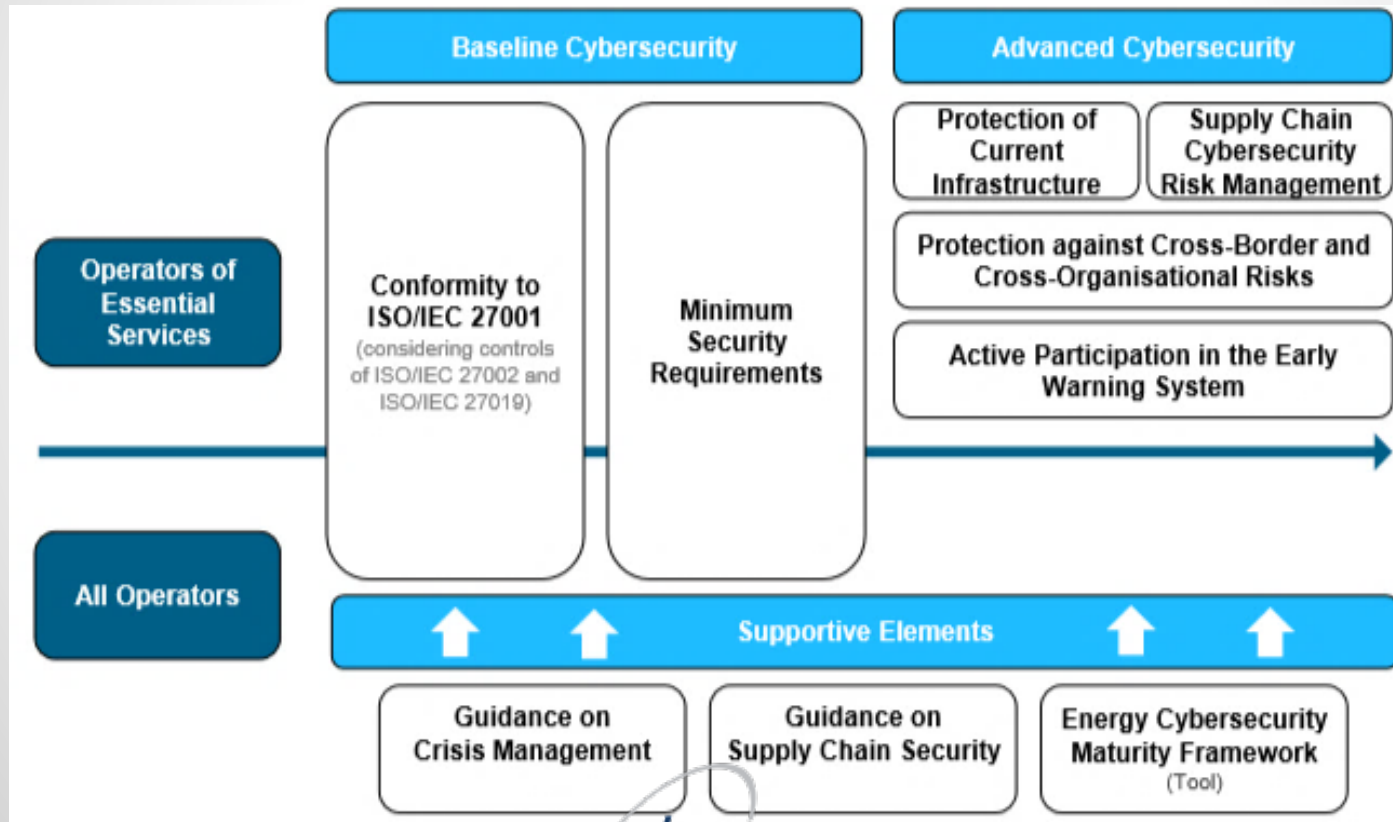 Baseline Cybersecurity
Advanced Cybersecurity
Protection of
Current
Infrastructure
Supply Chain
Cybersecurity
Risk Management
Operators of
Essential
Services
Conformity to
ISO/IEC 27001
(considering controls
of ISO/IEC 27002 and
ISO/IEC 27019)
Minimum
Security
Requirements
Protection against Cross-Border and
Cross-Organisational Risks
Active Participation in the Early
Warning System
All Operators
Supportive Elements
Guidance on
Crisis Management
Guidance on
Supply Chain Security
Energy Cybersecurity
Maturity Framework
(Tool)